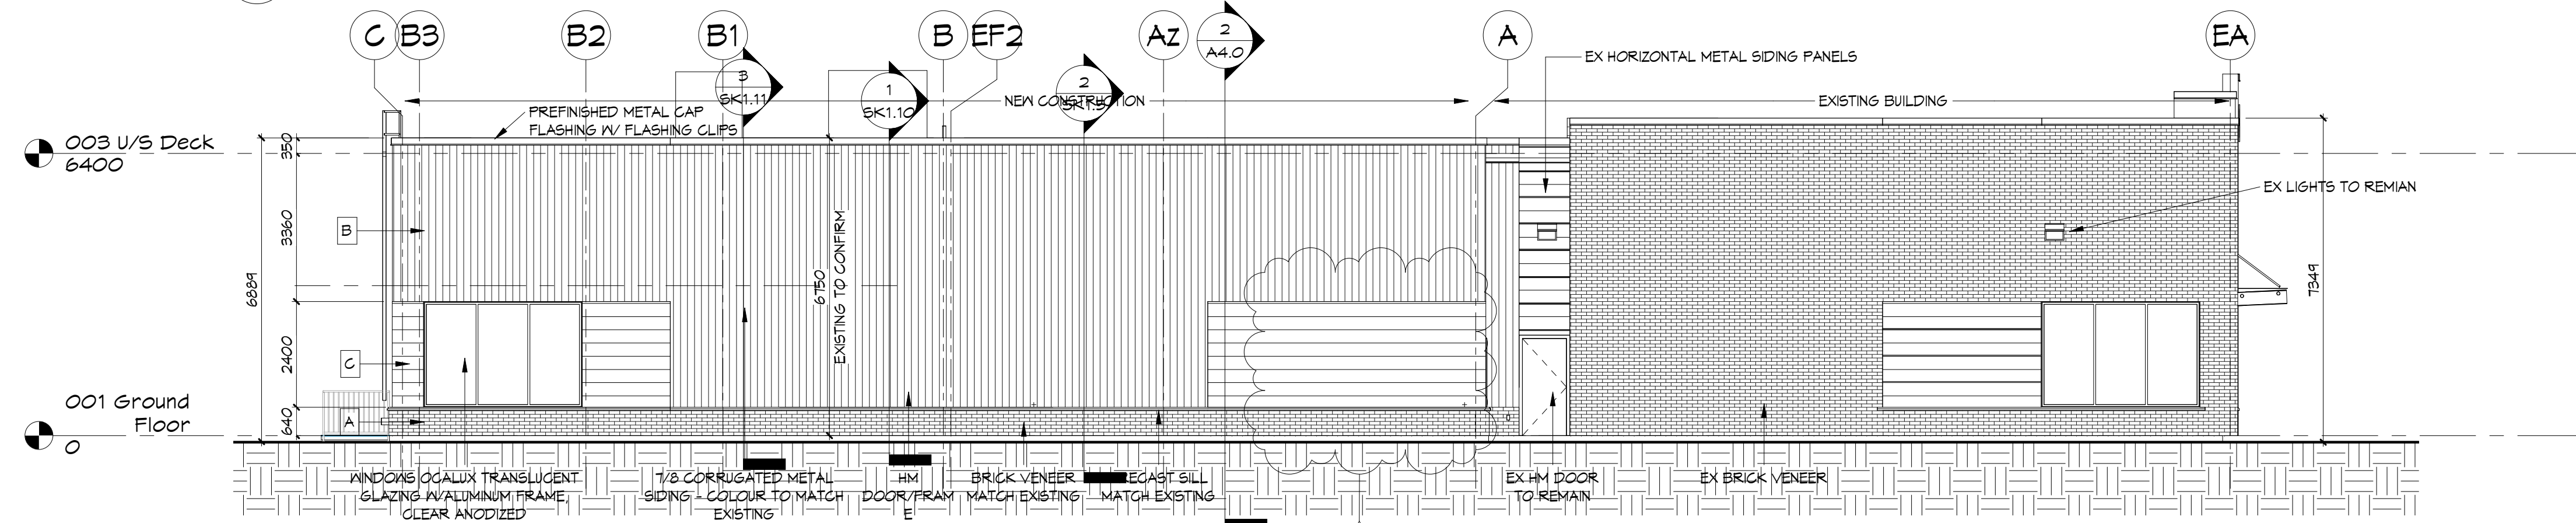 C B3 B2 B1 B EF2 Az A EA
2
A4.0
3
SK1.11
1
SK1.10
2
SK1.5
EX HORIZONTAL METAL SIDING PANELS
NEW CONSTRUCTION
EXISTING BUILDING
PREFINISHED METAL CAP
FLASHING W/ FLASHING CLIPS
003 U/S Deck
6400
350
3360
2400
640
6889
B
C
A
6750
EXISTING TO CONFIRM
EX LIGHTS TO REMIAN
7349
001 Ground
Floor
0
WINDOWS OCALUX TRANSLUCENT
GLAZING W/ALUMINUM FRAME,
CLEAR ANODIZED
7/8 CORRUGATED METAL
SIDING - COLOUR TO MATCH
EXISTING
HM
DOOR/FRAM
E
BRICK VENEER
MATCH EXISTING
ECAST SILL
MATCH EXISTING
EX HM DOOR
TO REMAIN
EX BRICK VENEER